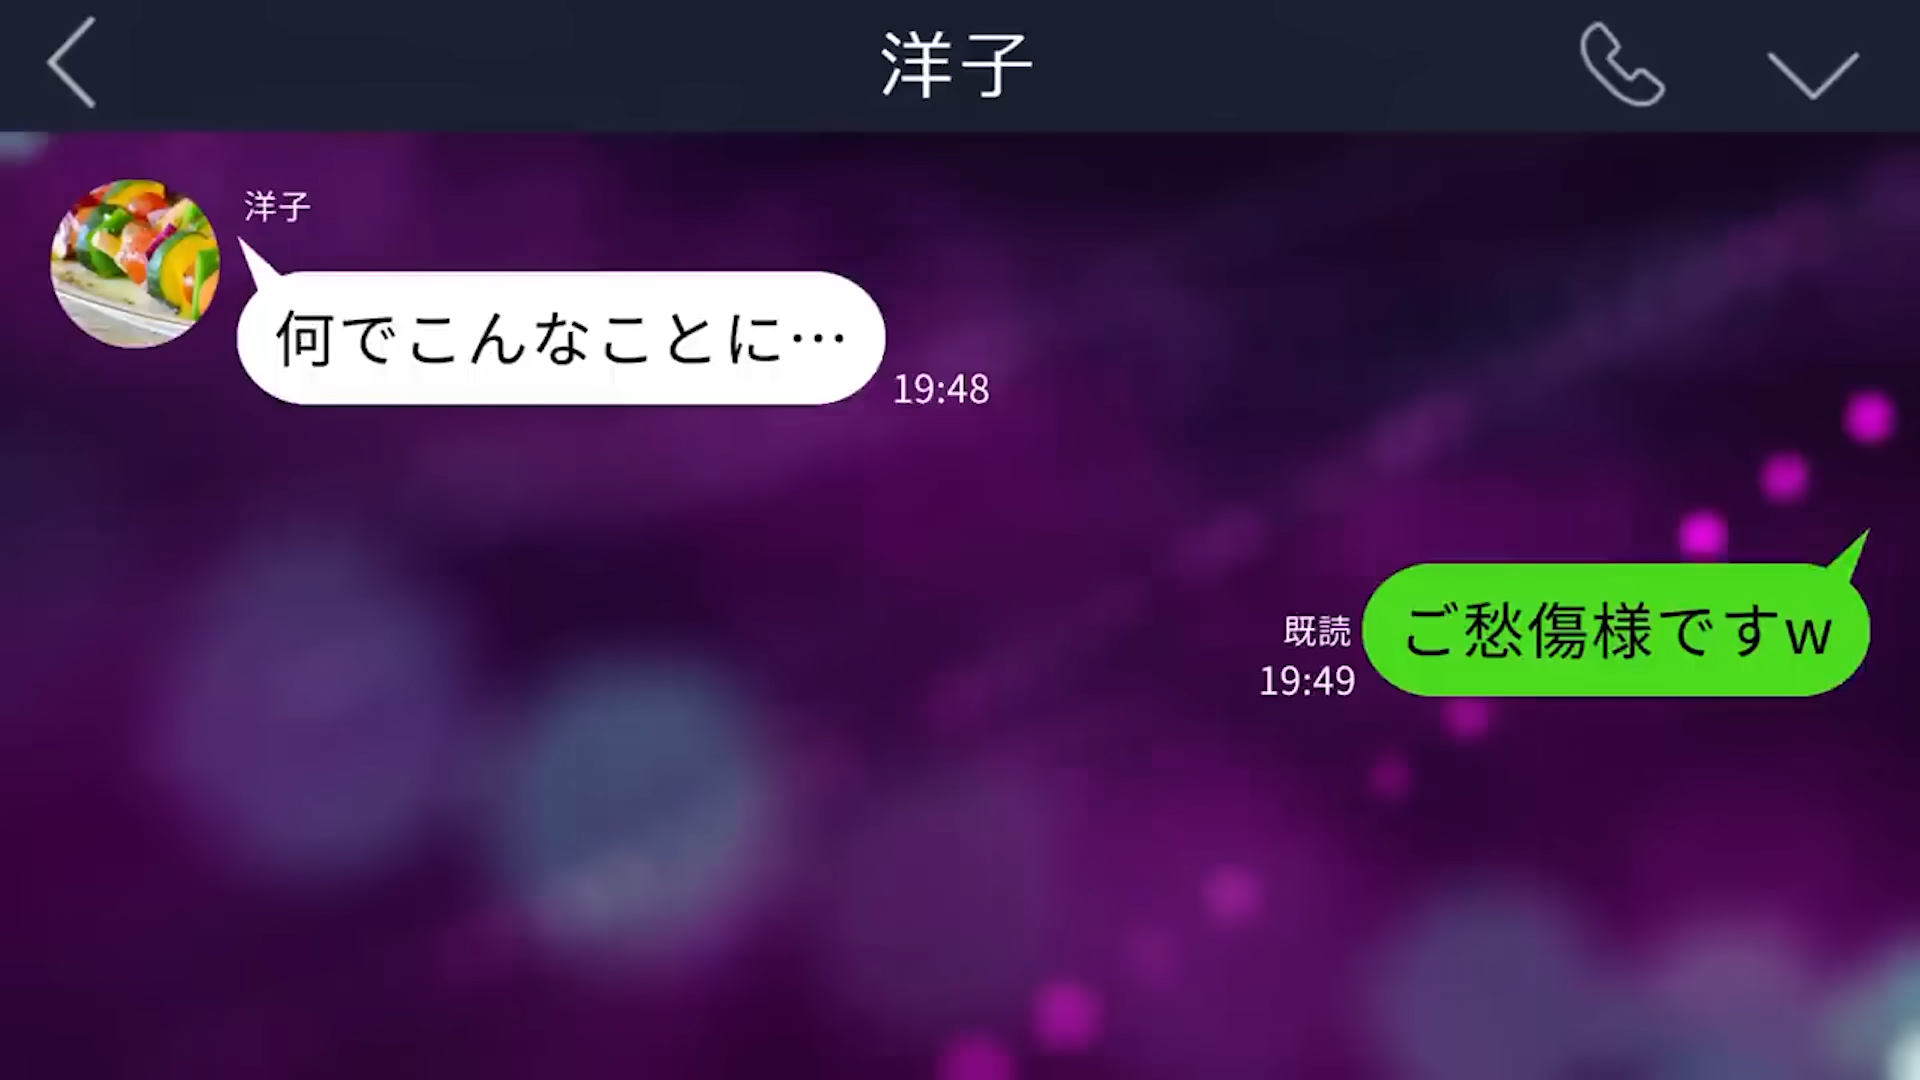 洋子
洋子
何でこんなことに…
19:48
ご愁傷様ですw
既読
19:49